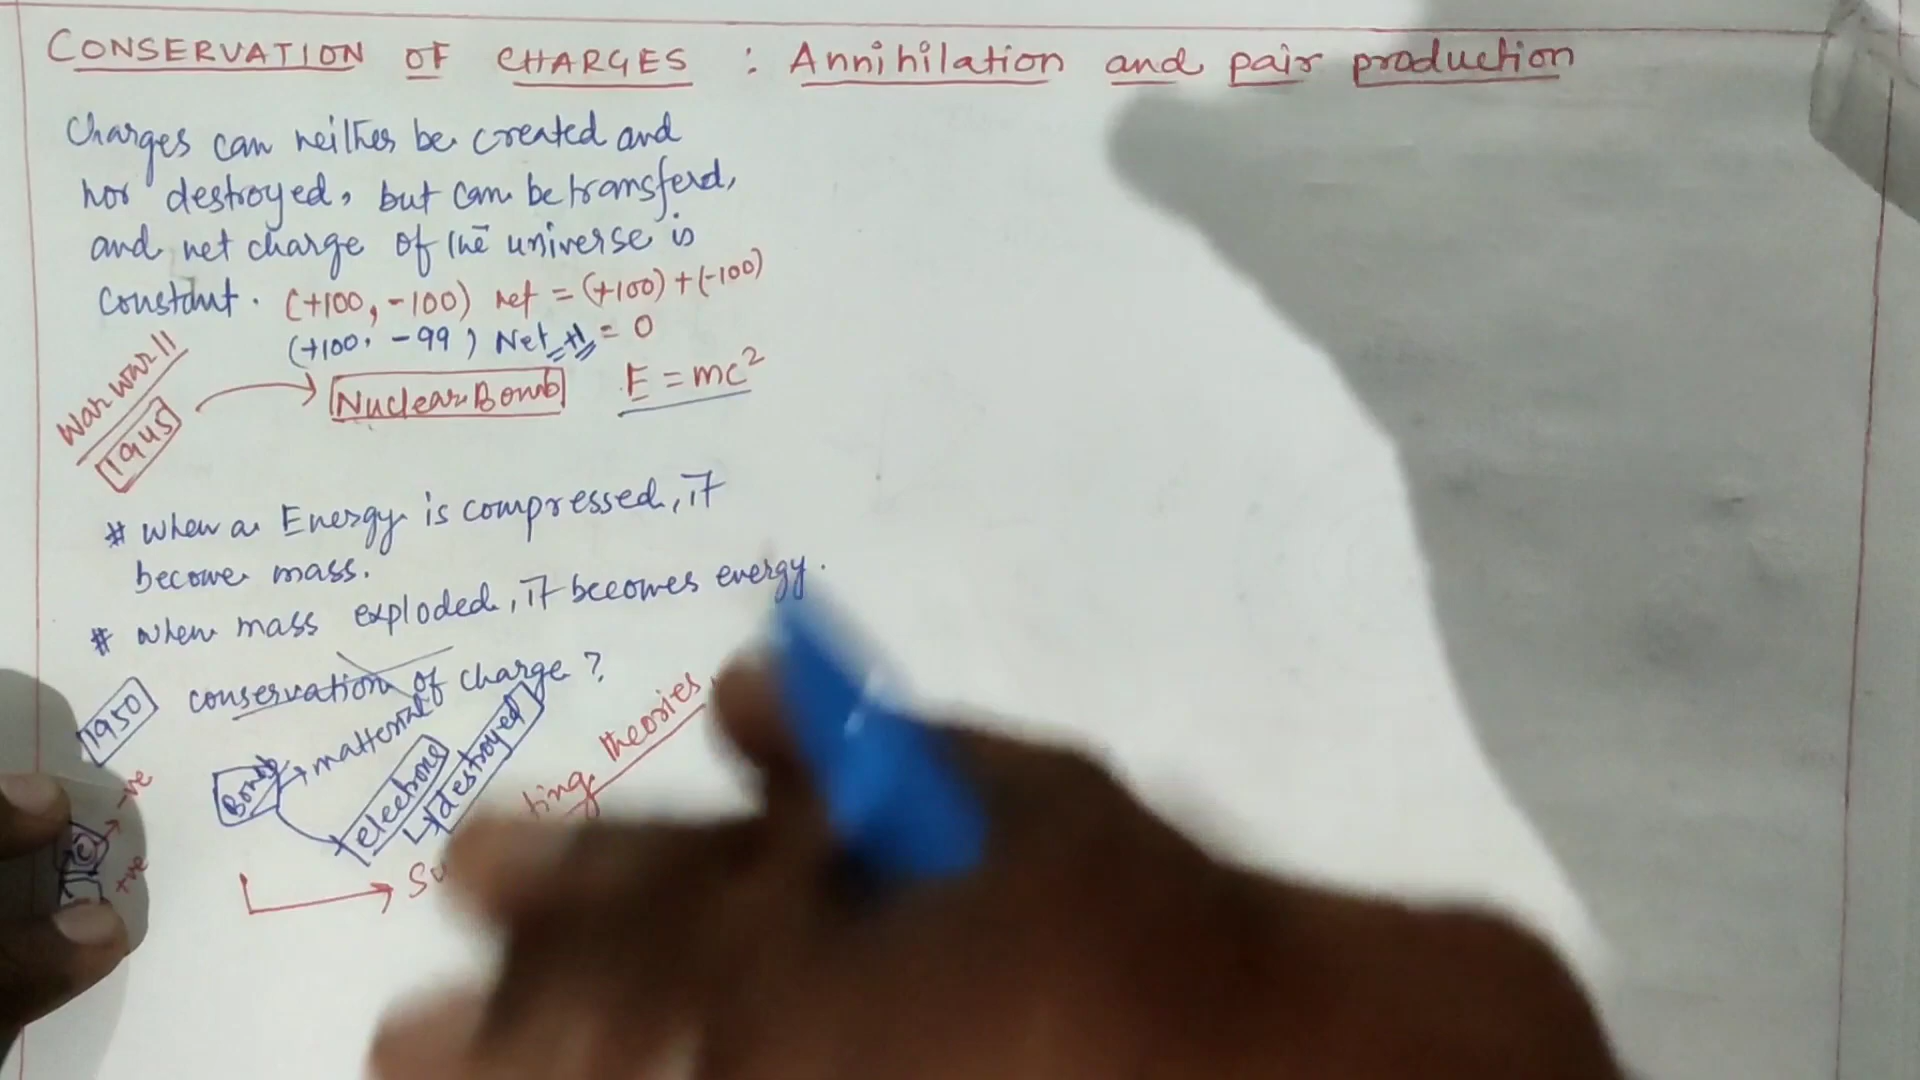 CONSERVATION OF CHARGES : Annihilation and pair production
Charges can neither be created and
nor destroyed, but can be transferd,
and net charge of the universe is
Constant. (+100, -100) net = (+100) + (-100)
(+100, -99) Net +1 = 0
War war II
1945
Nuclear Bomb E = mc²
# when a Energy is compressed, it
become mass.
# when mass exploded, it becomes energy.
1950 conservation of charge ?
Bomb matterial
electrons
destroyed
theories
-ve
e
+ve